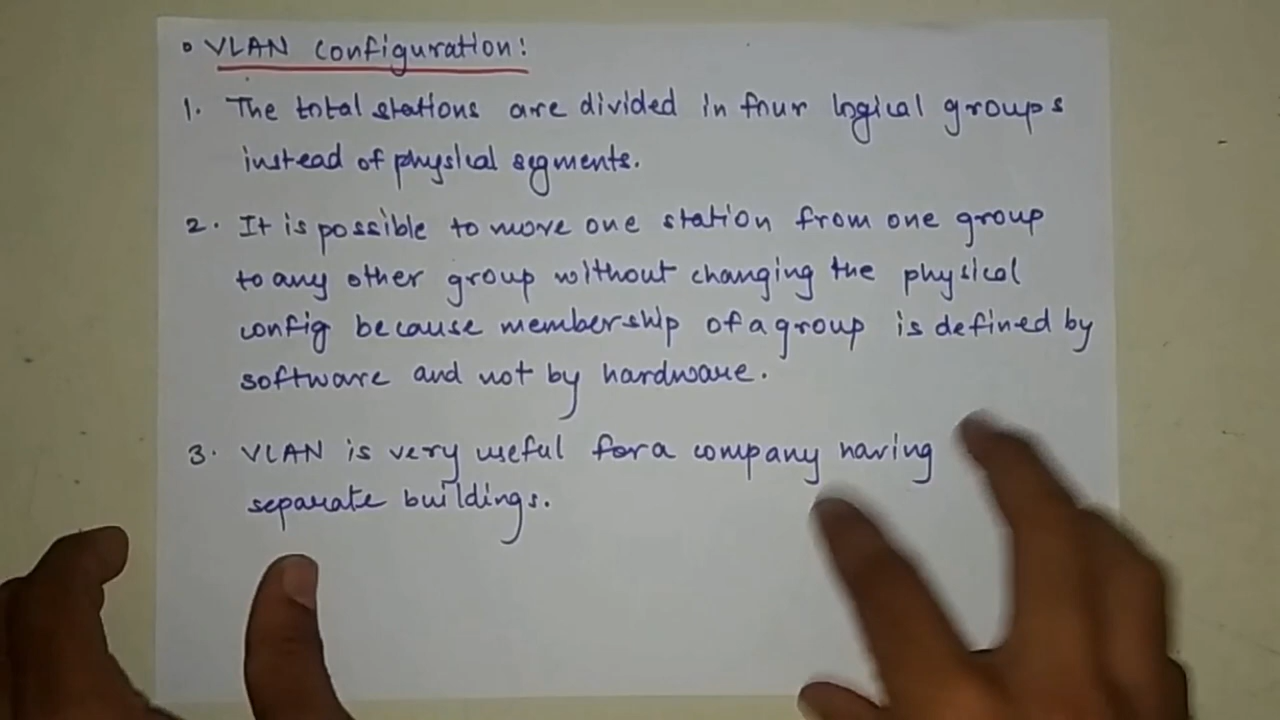 • VLAN Configuration:
1. The total stations are divided in four logical groups
instead of physical segments.
2. It is possible to move one station from one group
to any other group without changing the physical
config because membership of a group is defined by
software and not by hardware.
3. VLAN is very useful for a company having
separate buildings.